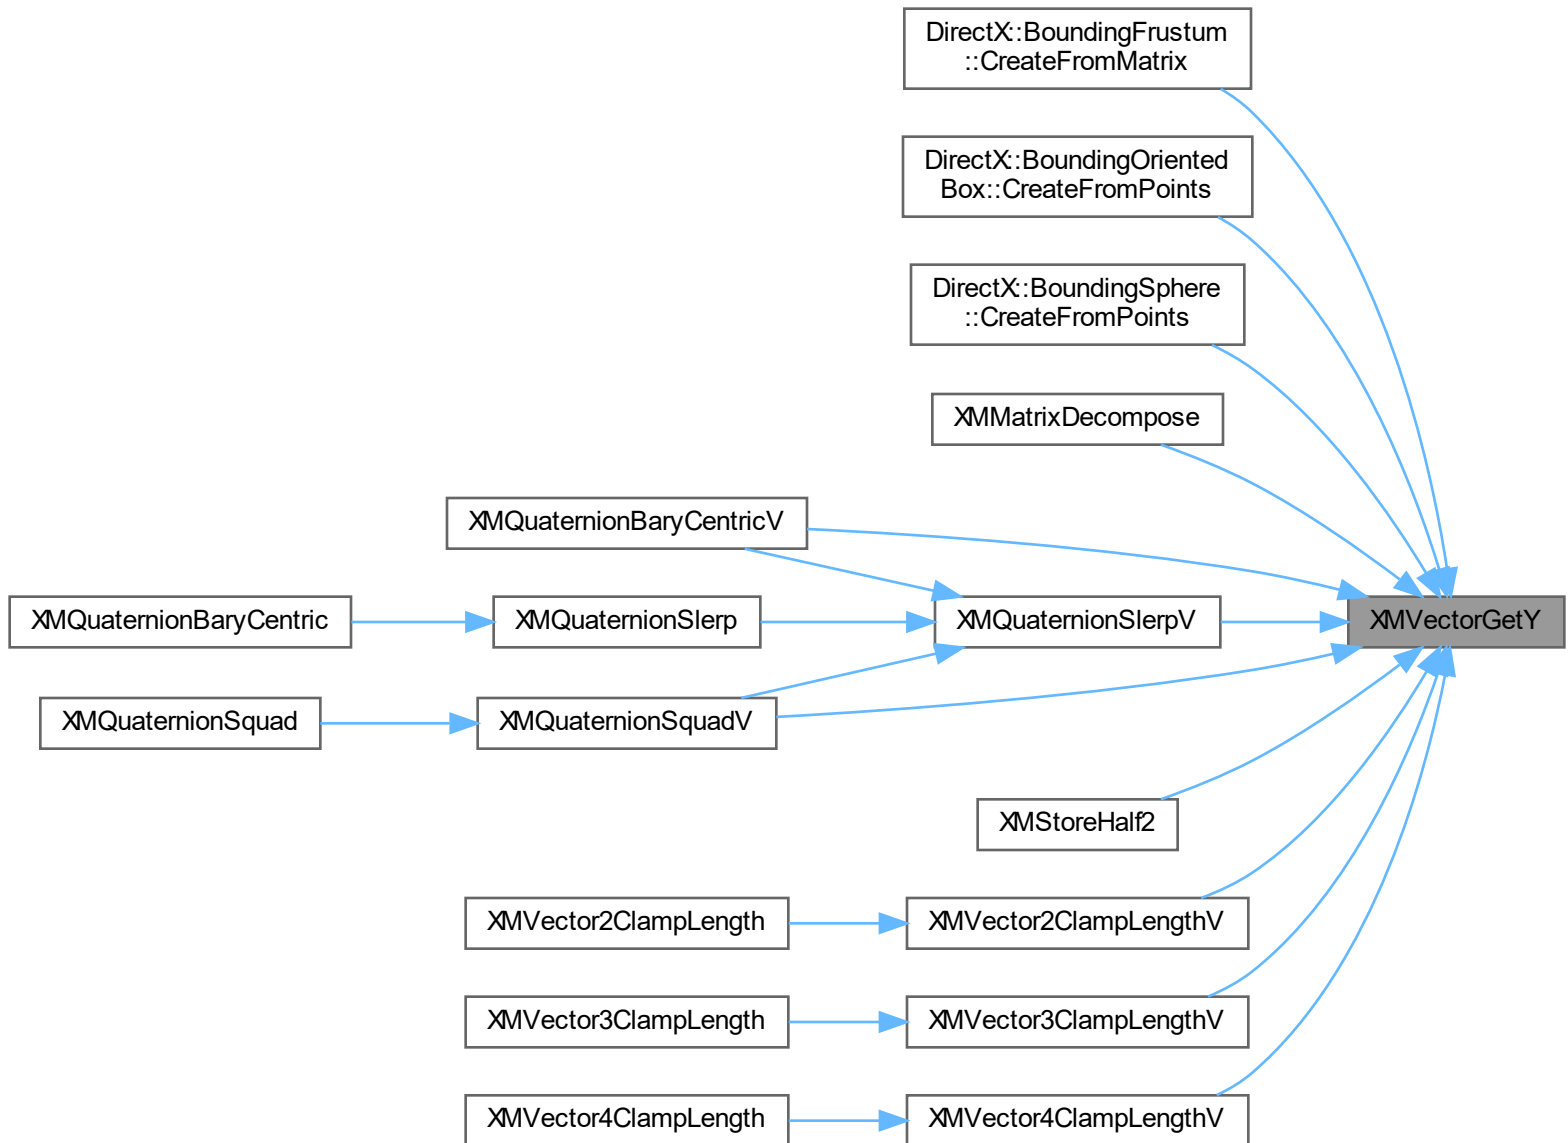 DirectX::BoundingFrustum
::CreateFromMatrix
DirectX::BoundingOriented
Box::CreateFromPoints
DirectX::BoundingSphere
::CreateFromPoints
XMMatrixDecompose
XMQuaternionBaryCentricV
XMQuaternionBaryCentric
XMQuaternionSlerp
XMQuaternionSlerpV
XMVectorGetY
XMQuaternionSquad
XMQuaternionSquadV
XMStoreHalf2
XMVector2ClampLength
XMVector2ClampLengthV
XMVector3ClampLength
XMVector3ClampLengthV
XMVector4ClampLength
XMVector4ClampLengthV